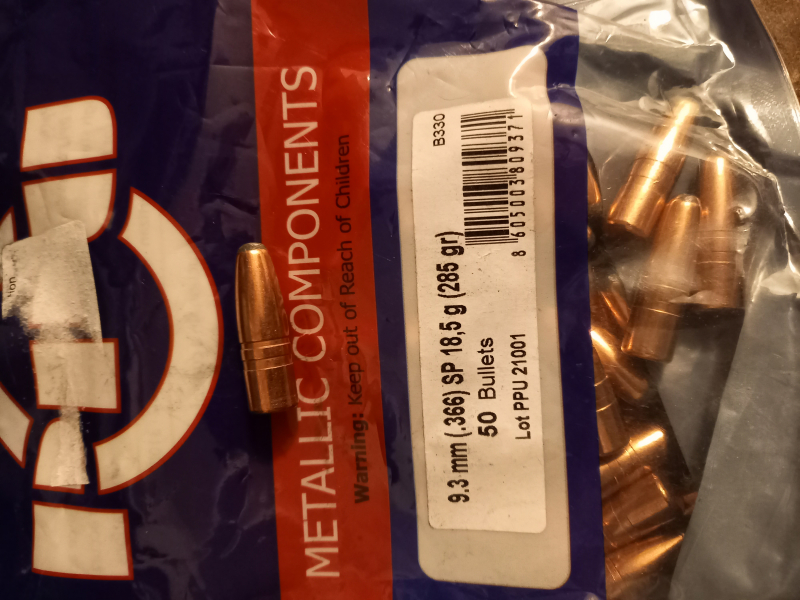 METALLIC COMPONENTS
Warning: Keep out of Reach of Children
B330
8 605003 809371
9.3 mm (.366) SP 18,5 g (285 gr)
50 Bullets
Lot PPU 21001